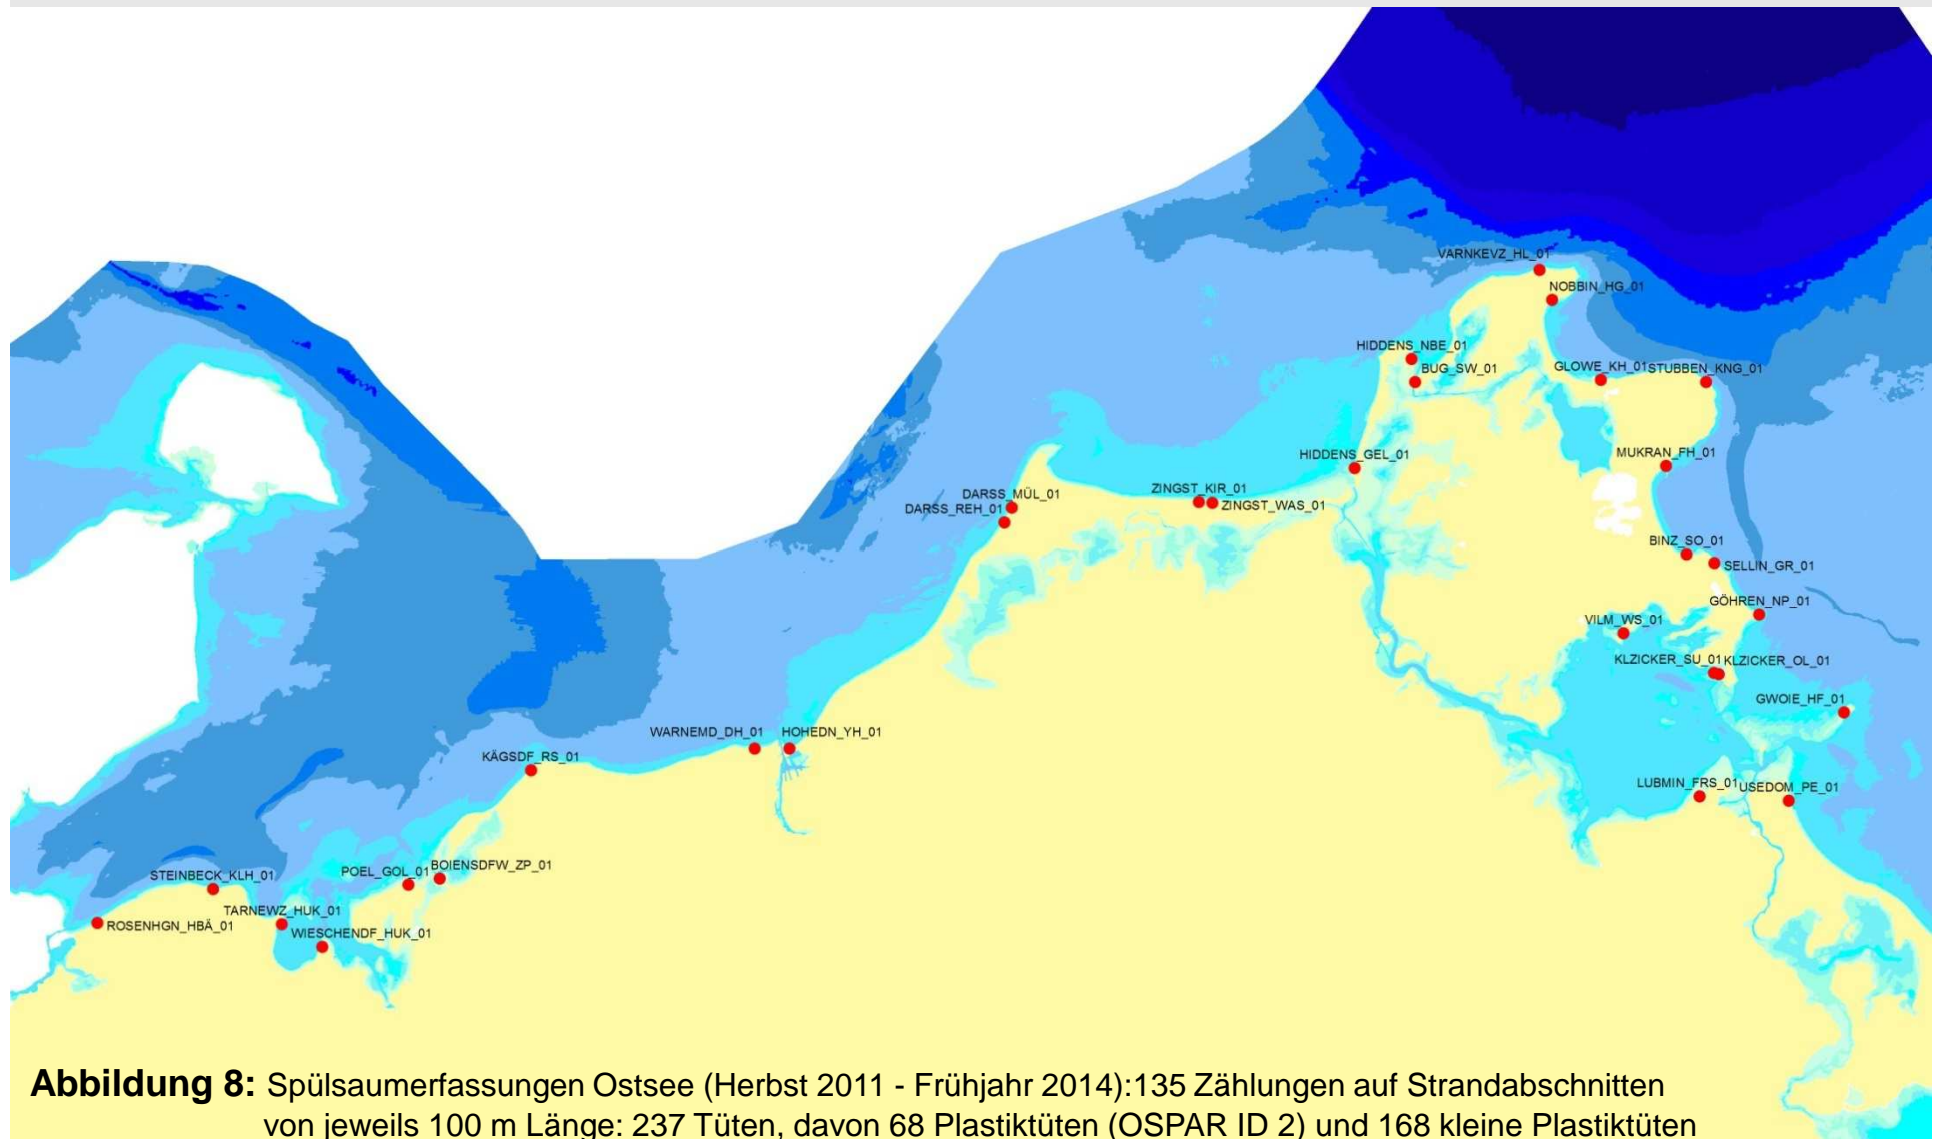 VARNKEVZ_HL_01
NOBBIN_HG_01
HIDDENS_NBE_01
BUG_SW_01
GLOWE_KH_01
STUBBEN_KNG_01
MUKRAN_FH_01
HIDDENS_GEL_01
DARSS_MÜL_01
DARSS_REH_01
ZINGST_KIR_01
ZINGST_WAS_01
BINZ_SO_01
SELLIN_GR_01
GÖHREN_NP_01
VILM_WS_01
KLZICKER_SU_01
KLZICKER_OL_01
GWOIE_HF_01
WARNEMD_DH_01
HOHEDN_YH_01
KÄGSDF_RS_01
LUBMIN_FRS_01
USEDOM_PE_01
STEINBECK_KLH_01
POEL_GOL_01
BOIENSDFW_ZP_01
TARNEWZ_HUK_01
ROSENHGN_HBÄ_01
WIESCHENDF_HUK_01
Abbildung 8: Spülsaumerfassungen Ostsee (Herbst 2011 - Frühjahr 2014):135 Zählungen auf Strandabschnitten
von jeweils 100 m Länge: 237 Tüten, davon 68 Plastiktüten (OSPAR ID 2) und 168 kleine Plastiktüten